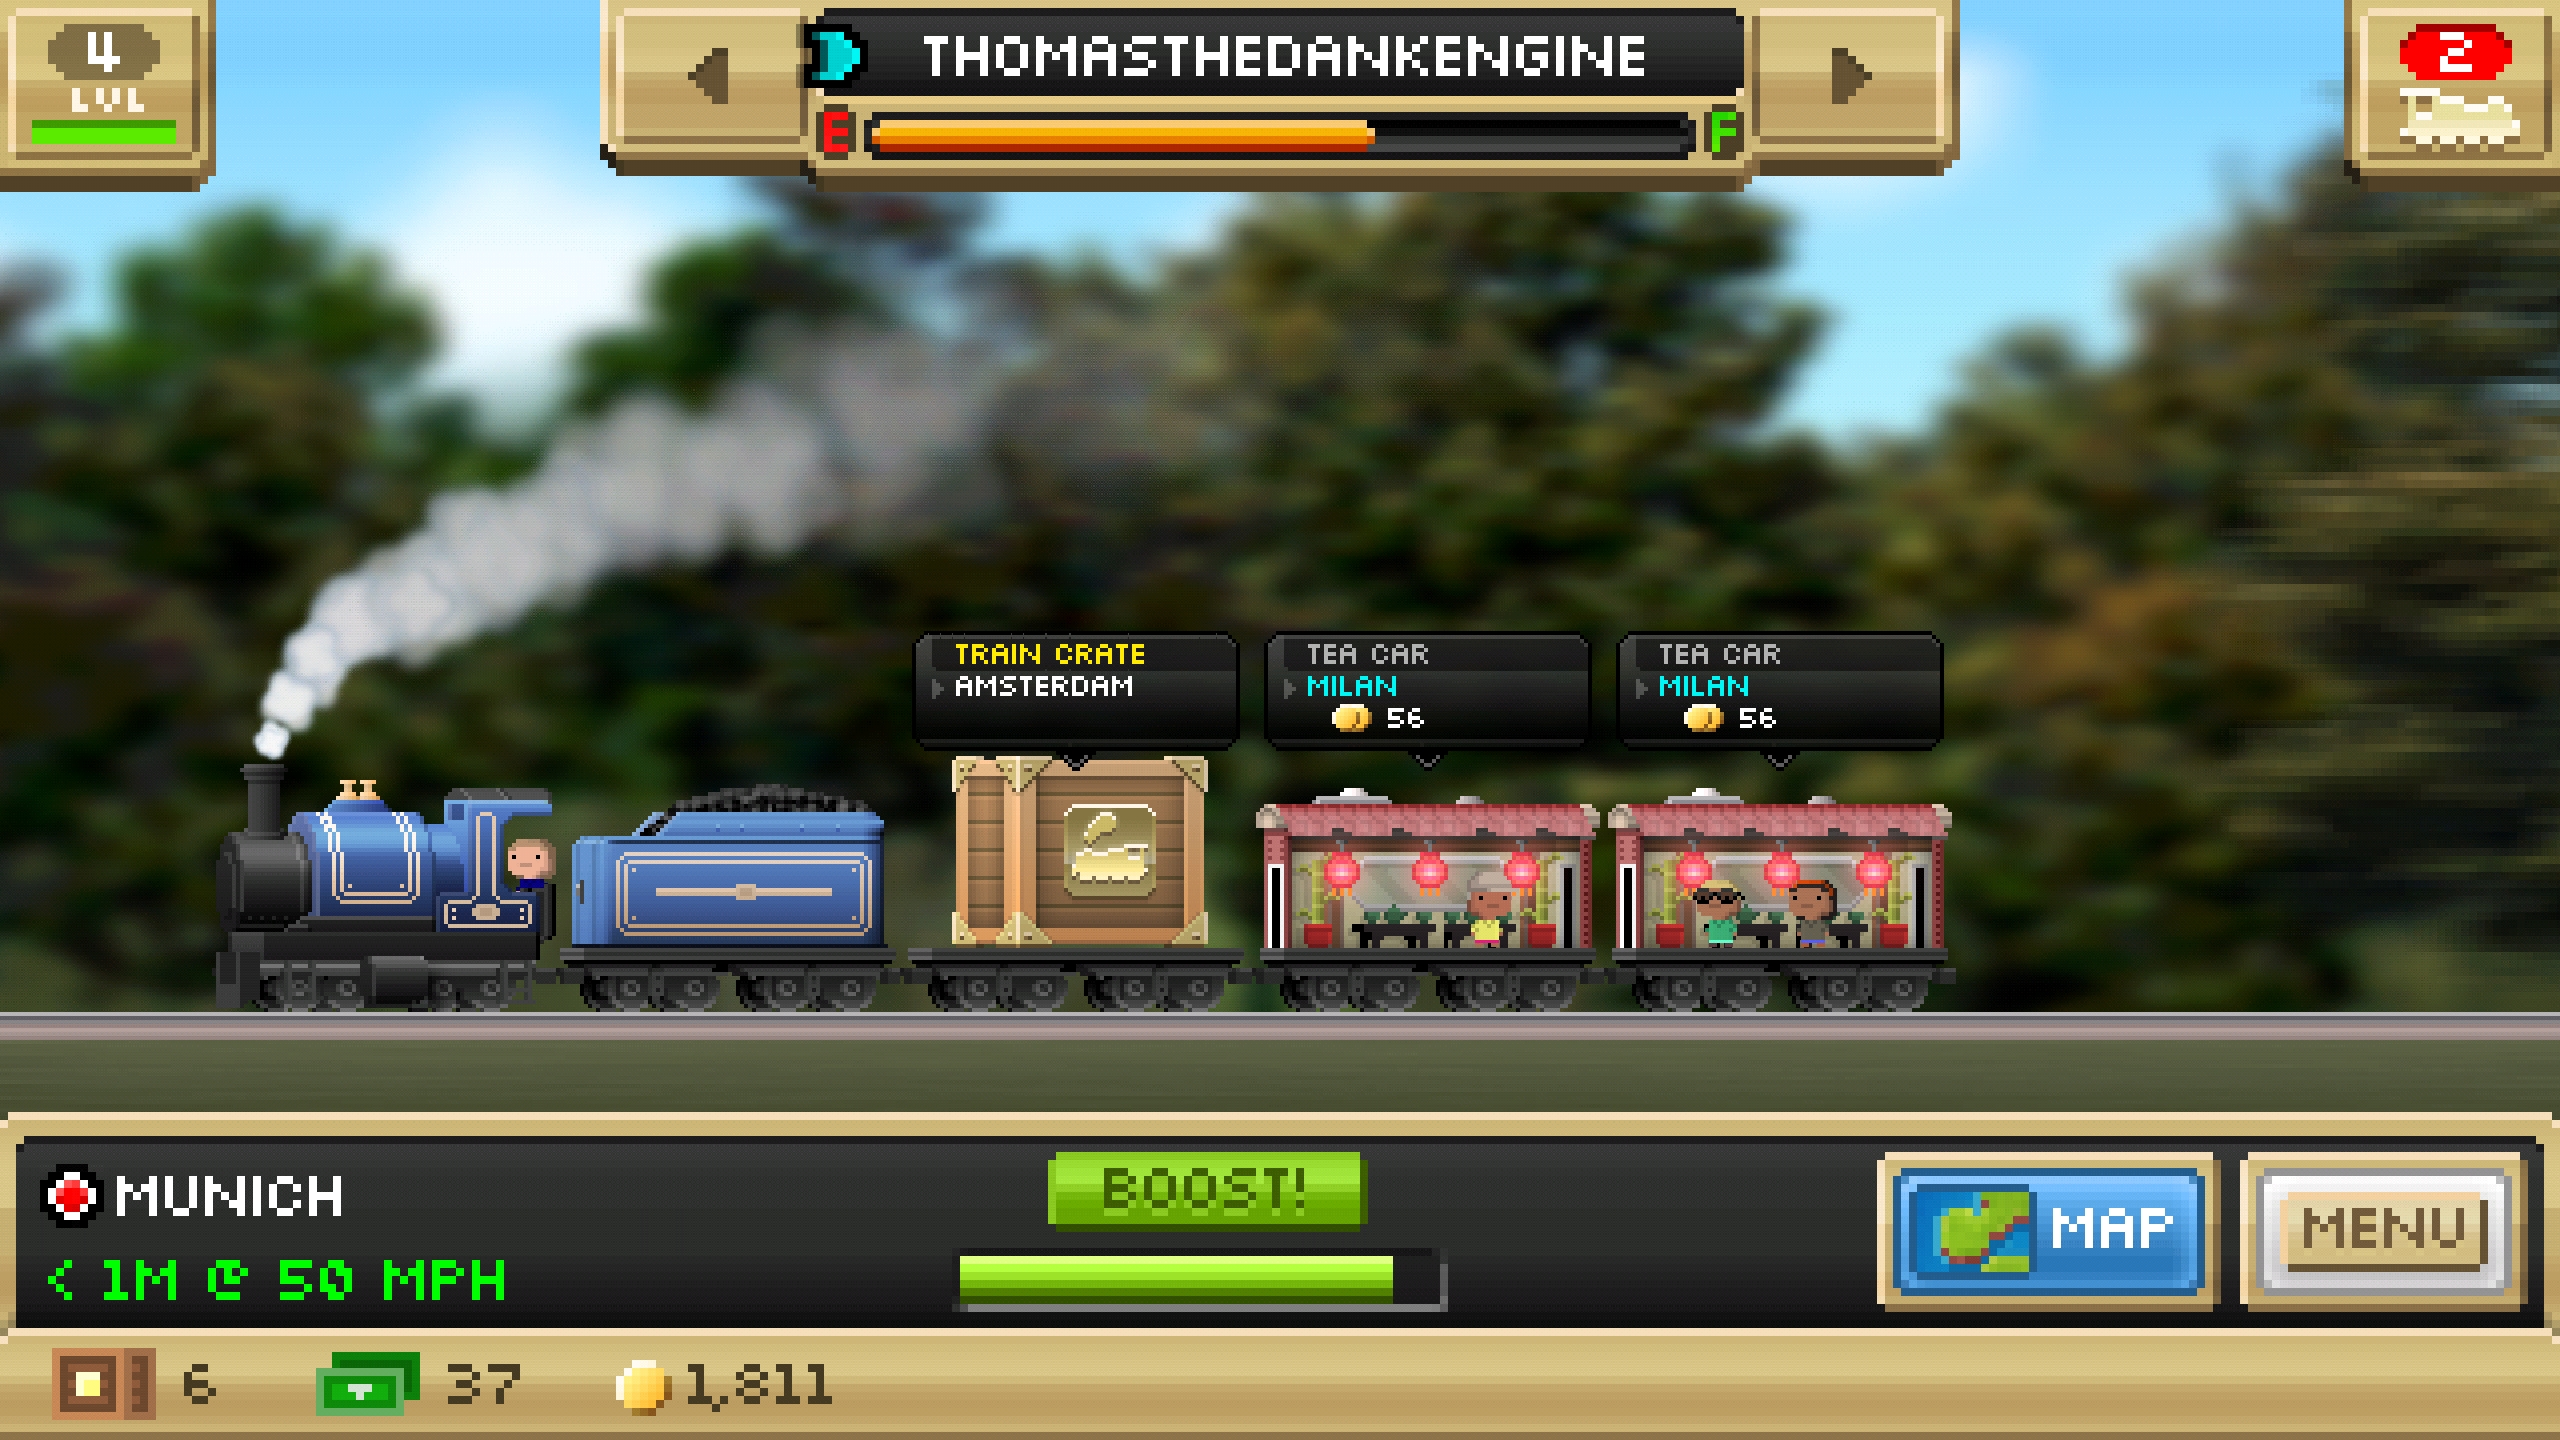 4
LVL
THOMASTHEDANKENGINE
E F
2
TRAIN CRATE
AMSTERDAM
TEA CAR
MILAN
56
TEA CAR
MILAN
56
MUNICH
< 1M @ 50 MPH
BOOST!
MAP
MENU
6
37
1,811